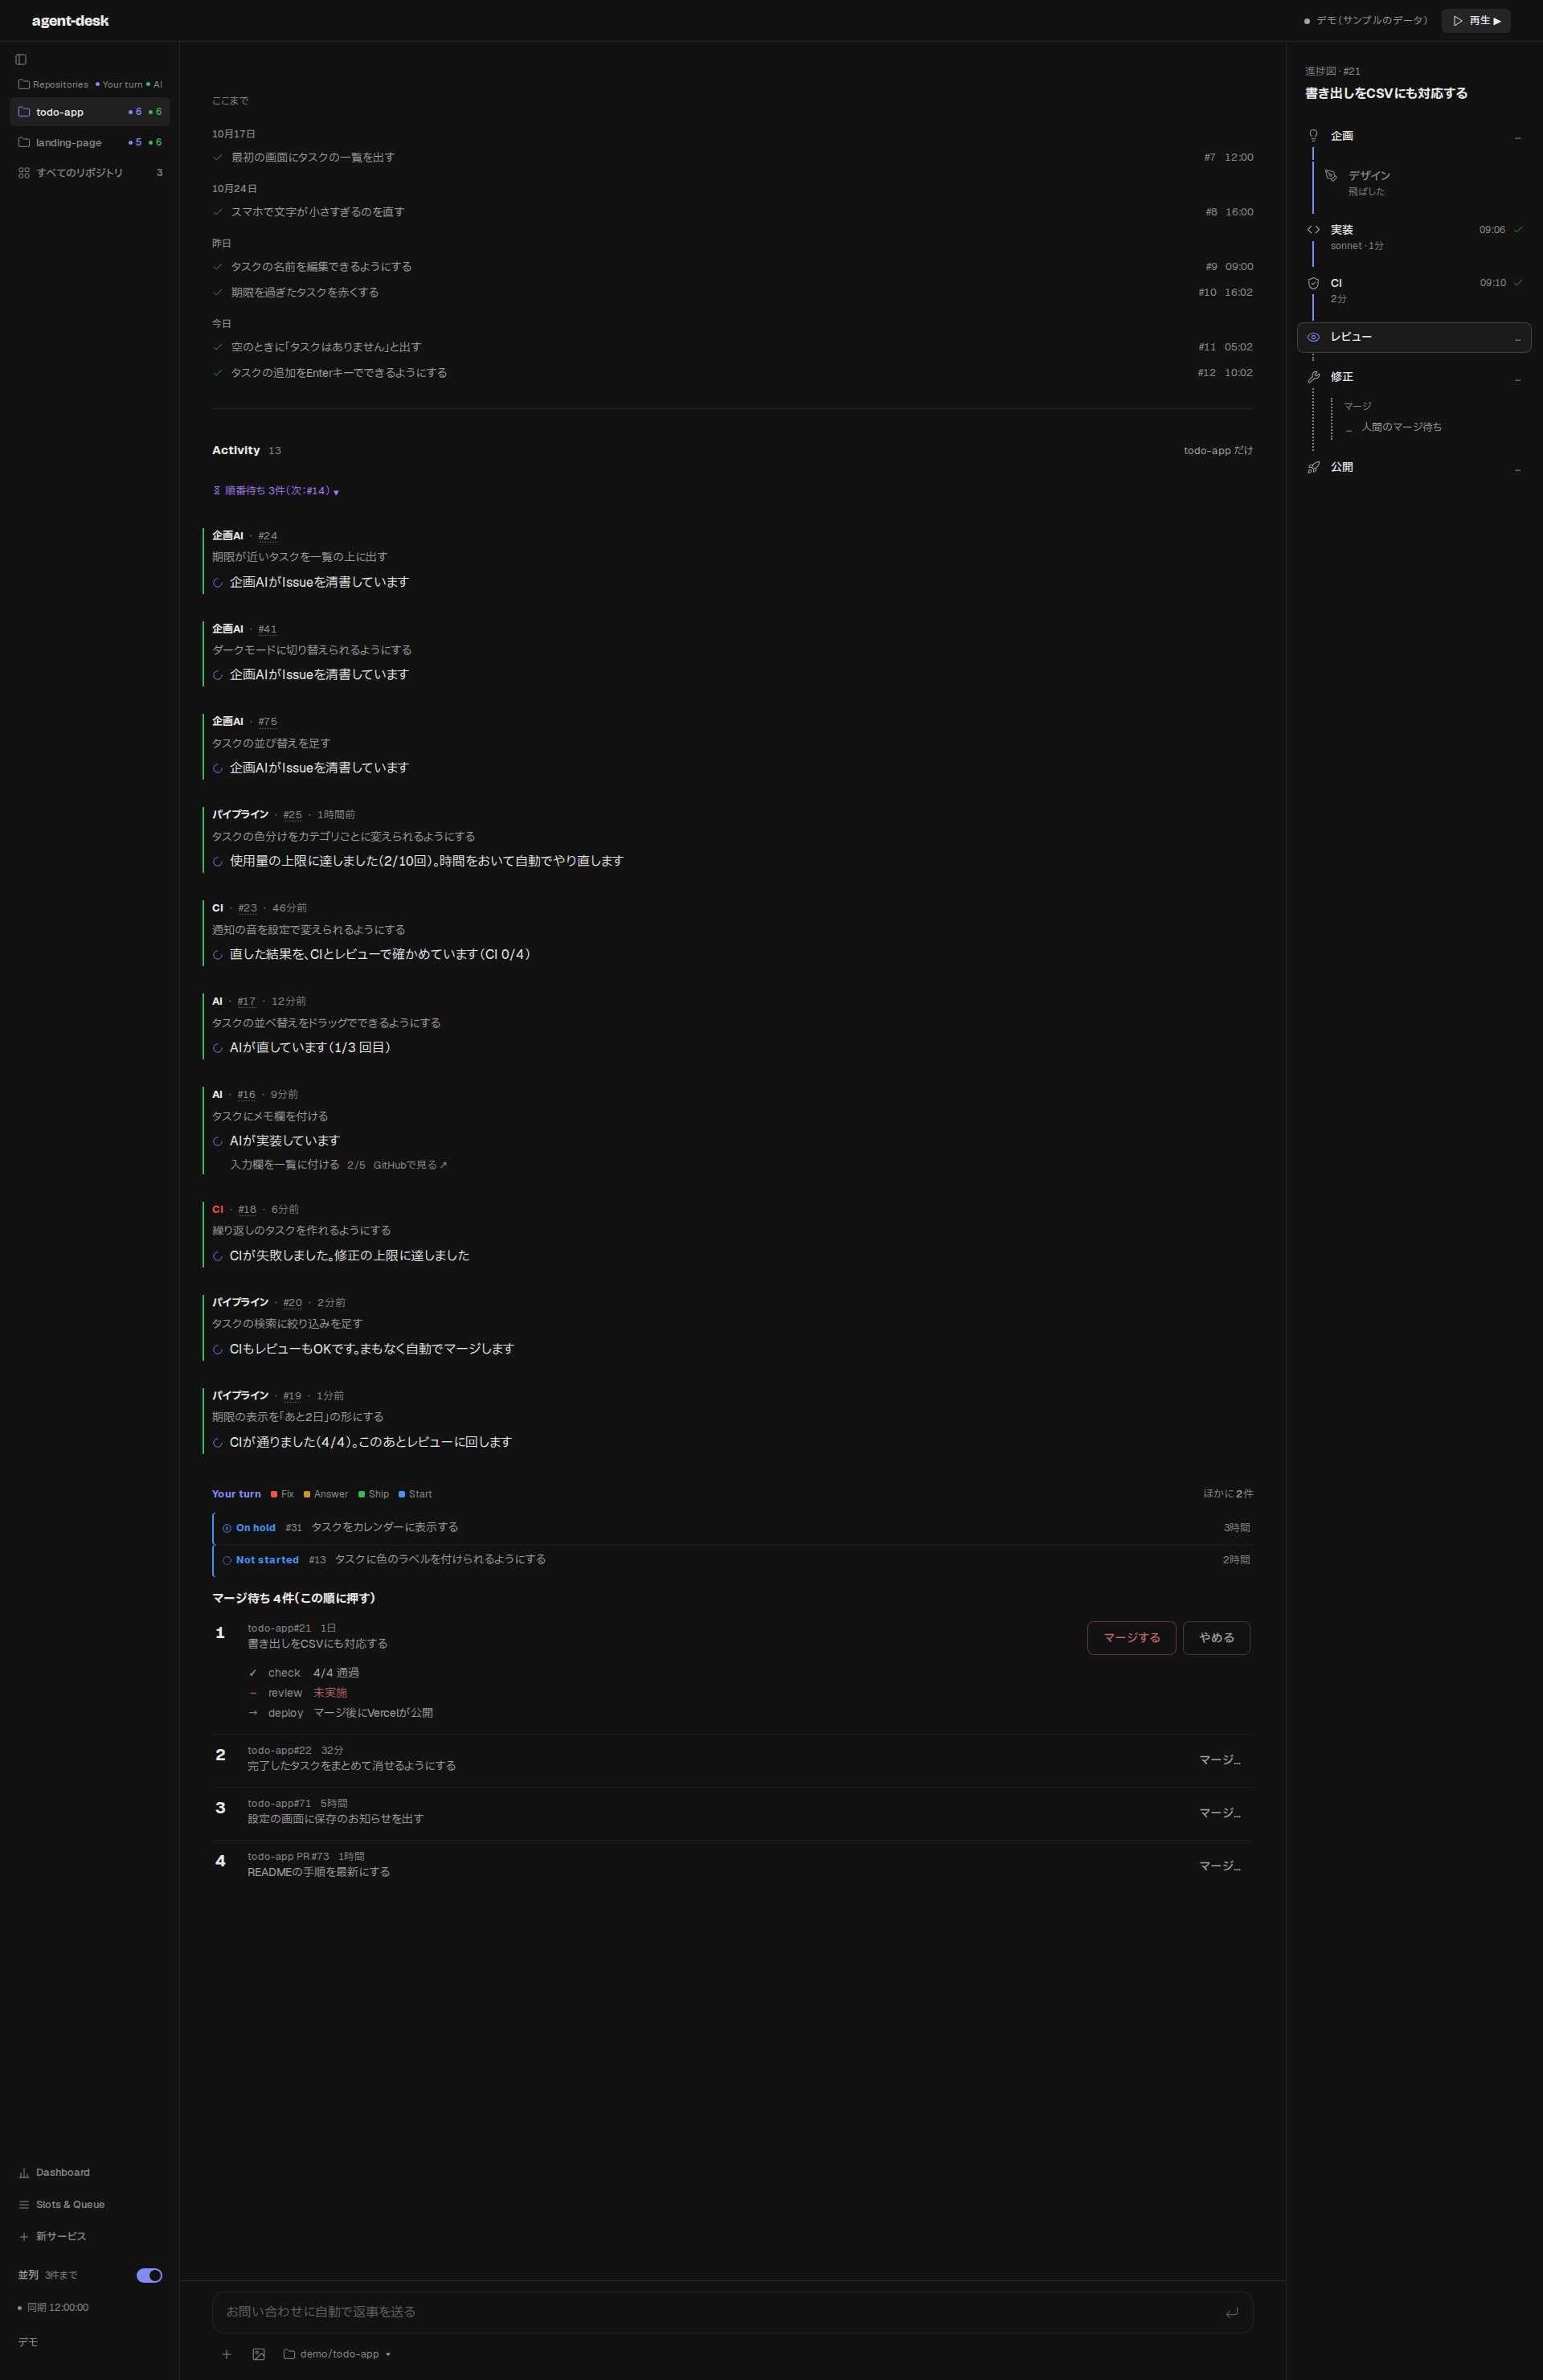 agent-desk
デモ（サンプルのデータ）
再生 ▶
Repositories Your turn AI
todo-app 6 6
landing-page 5 6
すべてのリポジトリ 3
ここまで
10月17日
最初の画面にタスクの一覧を出す #7 12:00
10月24日
スマホで文字が小さすぎるのを直す #8 16:00
昨日
タスクの名前を編集できるようにする #9 09:00
期限を過ぎたタスクを赤くする #10 16:02
今日
空のときに「タスクはありません」と出す #11 05:02
タスクの追加をEnterキーでできるようにする #12 10:02
Activity 13 todo-app だけ
順番待ち 3件（次：#14） ▾
企画AI · #24
期限が近いタスクを一覧の上に出す
企画AIがIssueを清書しています
企画AI · #41
ダークモードに切り替えられるようにする
企画AIがIssueを清書しています
企画AI · #75
タスクの並び替えを足す
企画AIがIssueを清書しています
パイプライン · #25 · 1時間前
タスクの色分けをカテゴリごとに変えられるようにする
使用量の上限に達しました（2/10回）。時間をおいて自動でやり直します
CI · #23 · 46分前
通知の音を設定で変えられるようにする
直した結果を、CIとレビューで確かめています（CI 0/4）
AI · #17 · 12分前
タスクの並べ替えをドラッグでできるようにする
AIが直しています（1/3 回目）
AI · #16 · 9分前
タスクにメモ欄を付ける
AIが実装しています
入力欄を一覧に付ける 2/5 GitHubで見る ↗
CI · #18 · 6分前
繰り返しのタスクを作れるようにする
CIが失敗しました。修正の上限に達しました
パイプライン · #20 · 2分前
タスクの検索に絞り込みを足す
CIもレビューもOKです。まもなく自動でマージします
パイプライン · #19 · 1分前
期限の表示を「あと2日」の形にする
CIが通りました（4/4）。このあとレビューに回します
Your turn Fix Answer Ship Start ほかに 2 件
On hold #31 タスクをカレンダーに表示する 3時間
Not started #13 タスクに色のラベルを付けられるようにする 2時間
マージ待ち 4件（この順に押す）
1 todo-app#21 1日
書き出しをCSVにも対応する
マージする やめる
✓ check 4/4 通過
– review 未実施
→ deploy マージ後にVercelが公開
2 todo-app#22 32分
完了したタスクをまとめて消せるようにする
マージ…
3 todo-app#71 5時間
設定の画面に保存のお知らせを出す
マージ…
4 todo-app PR#73 1時間
READMEの手順を最新にする
マージ…
お問い合わせに自動で返事を送る
demo/todo-app ▾
Dashboard
Slots & Queue
新サービス
並列 3件まで
同期 12:00:00
デモ
進捗図 · #21
書き出しをCSVにも対応する
企画 …
デザイン
飛ばした
実装 09:06
sonnet · 1分
CI 09:10
2分
レビュー …
修正 …
マージ
… 人間のマージ待ち
公開 …